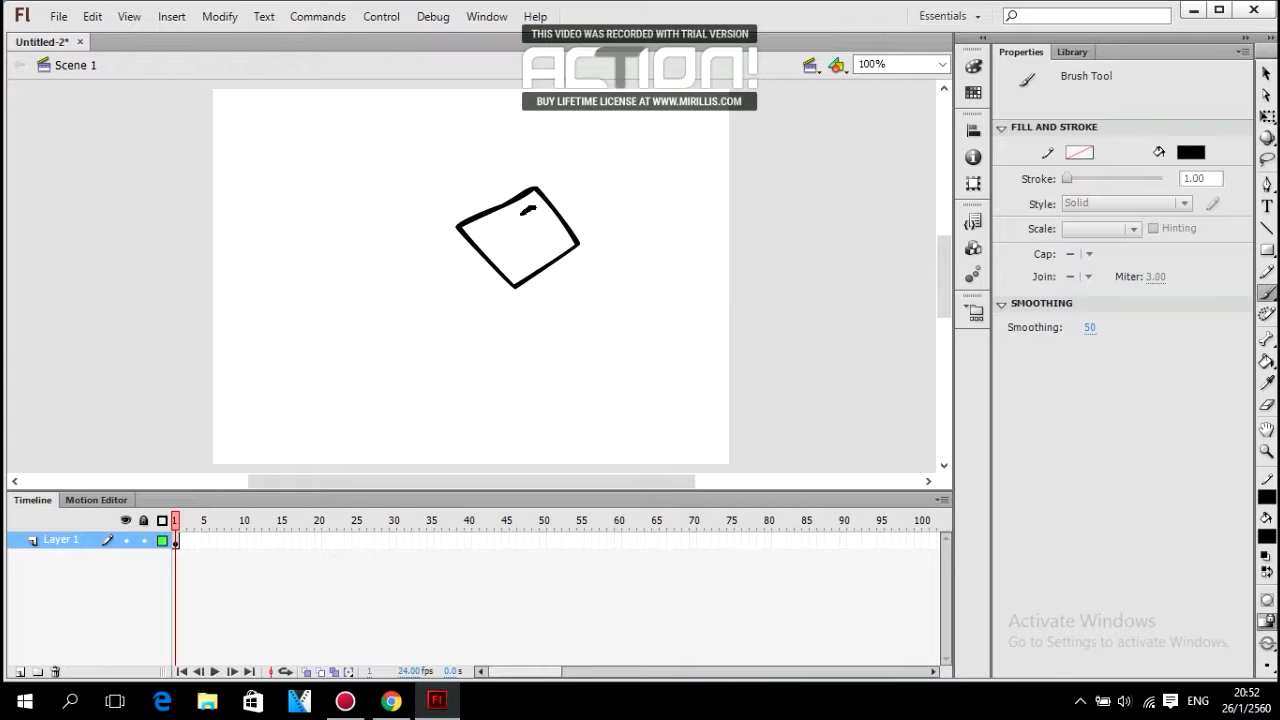 Fl File Edit View Insert Modify Text Commands Control Debug Window Help Essentials
THIS VIDEO WAS RECORDED WITH TRIAL VERSION
ACTION!
BUY LIFETIME LICENSE AT WWW.MIRILLIS.COM
Untitled-2*
Scene 1
100%
Properties Library
Brush Tool
FILL AND STROKE
Stroke: 1.00
Style: Solid
Scale: Hinting
Cap:
Join: Miter: 3.00
SMOOTHING
Smoothing: 50
Timeline Motion Editor
1 5 10 15 20 25 30 35 40 45 50 55 60 65 70 75 80 85 90 95 100
Layer 1
1 24.00 fps 0.0 s
Activate Windows
Go to Settings to activate Windows.
Fl
ENG
20:52
26/1/2560